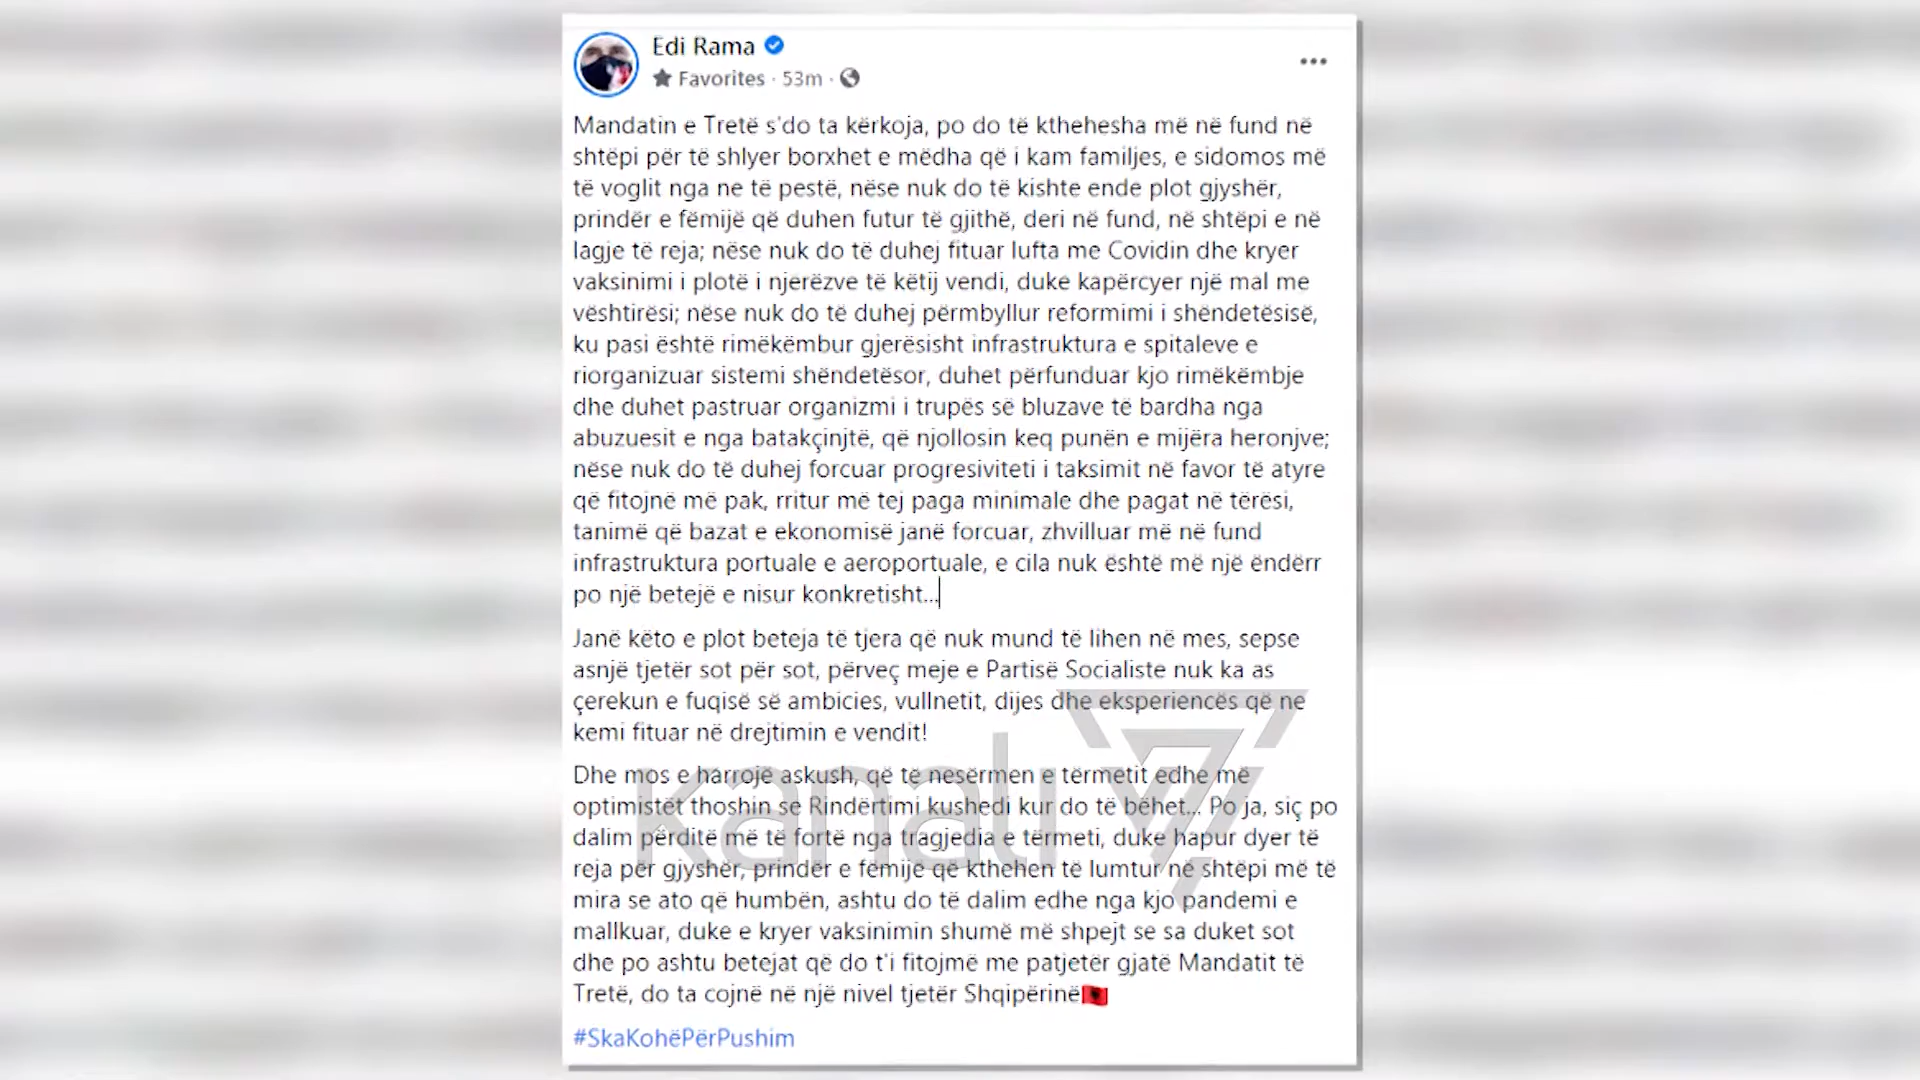 Edi Rama
Favorites · 53m ·
Mandatin e Tretë s'do ta kërkoja, po do të kthehesha më në fund në
shtëpi për të shlyer borxhet e mëdha që i kam familjes, e sidomos më
të voglit nga ne të pestë, nëse nuk do të kishte ende plot gjyshër,
prindër e fëmijë që duhen futur të gjithë, deri në fund, në shtëpi e në
lagje të reja; nëse nuk do të duhej fituar lufta me Covidin dhe kryer
vaksinimi i plotë i njerëzve të këtij vendi, duke kapërcyer një mal me
vështirësi; nëse nuk do të duhej përmbyllur reformimi i shëndetësisë,
ku pasi është rimëkëmbur gjerësisht infrastruktura e spitaleve e
riorganizuar sistemi shëndetësor, duhet përfunduar kjo rimëkëmbje
dhe duhet pastruar organizmi i trupës së bluzave të bardha nga
abuzuesit e nga batakçinjtë, që njollosin keq punën e mijëra heronjve;
nëse nuk do të duhej forcuar progresiviteti i taksimit në favor të atyre
që fitojnë më pak, rritur më tej paga minimale dhe pagat në tërësi,
tanimë që bazat e ekonomisë janë forcuar, zhvilluar më në fund
infrastruktura portuale e aeroportuale, e cila nuk është më një ëndërr
po një betejë e nisur konkretisht...
Janë këto e plot beteja të tjera që nuk mund të lihen në mes, sepse
asnjë tjetër sot për sot, përveç meje e Partisë Socialiste nuk ka as
çerekun e fuqisë së ambicies, vullnetit, dijes dhe eksperiencës që ne
kemi fituar në drejtimin e vendit!
Dhe mos e harrojë askush, që të nesërmen e tërmetit edhe më
optimistët thoshin se Rindërtimi kushedi kur do të bëhet... Po ja, siç po
dalim përditë më të fortë nga tragjedia e tërmeti, duke hapur dyer të
reja për gjyshër, prindër e fëmijë që kthehen të lumtur në shtëpi më të
mira se ato që humbën, ashtu do të dalim edhe nga kjo pandemi e
mallkuar, duke e kryer vaksinimin shumë më shpejt se sa duket sot
dhe po ashtu betejat që do t'i fitojmë me patjetër gjatë Mandatit të
Tretë, do ta cojnë në një nivel tjetër Shqipërinë
#SkaKohëPërPushim
kanali 7